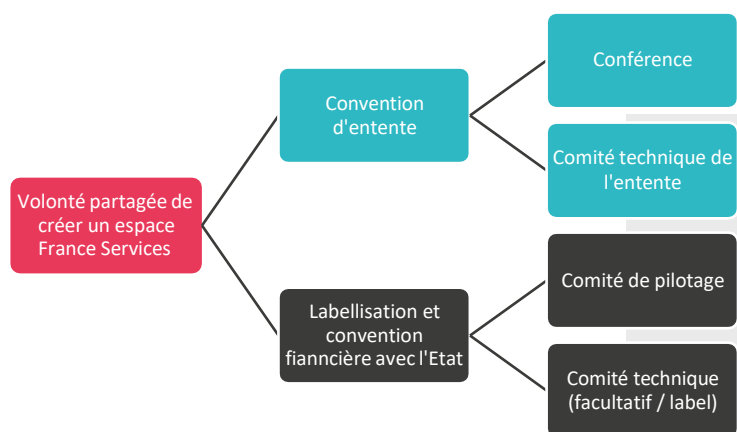 Conférence
Convention
d'entente
Comité technique de
l'entente
Volonté partagée de
créer un espace
France Services
Comité de pilotage
Labellisation et
convention
fianncière avec l'Etat
Comité technique
(facultatif / label)